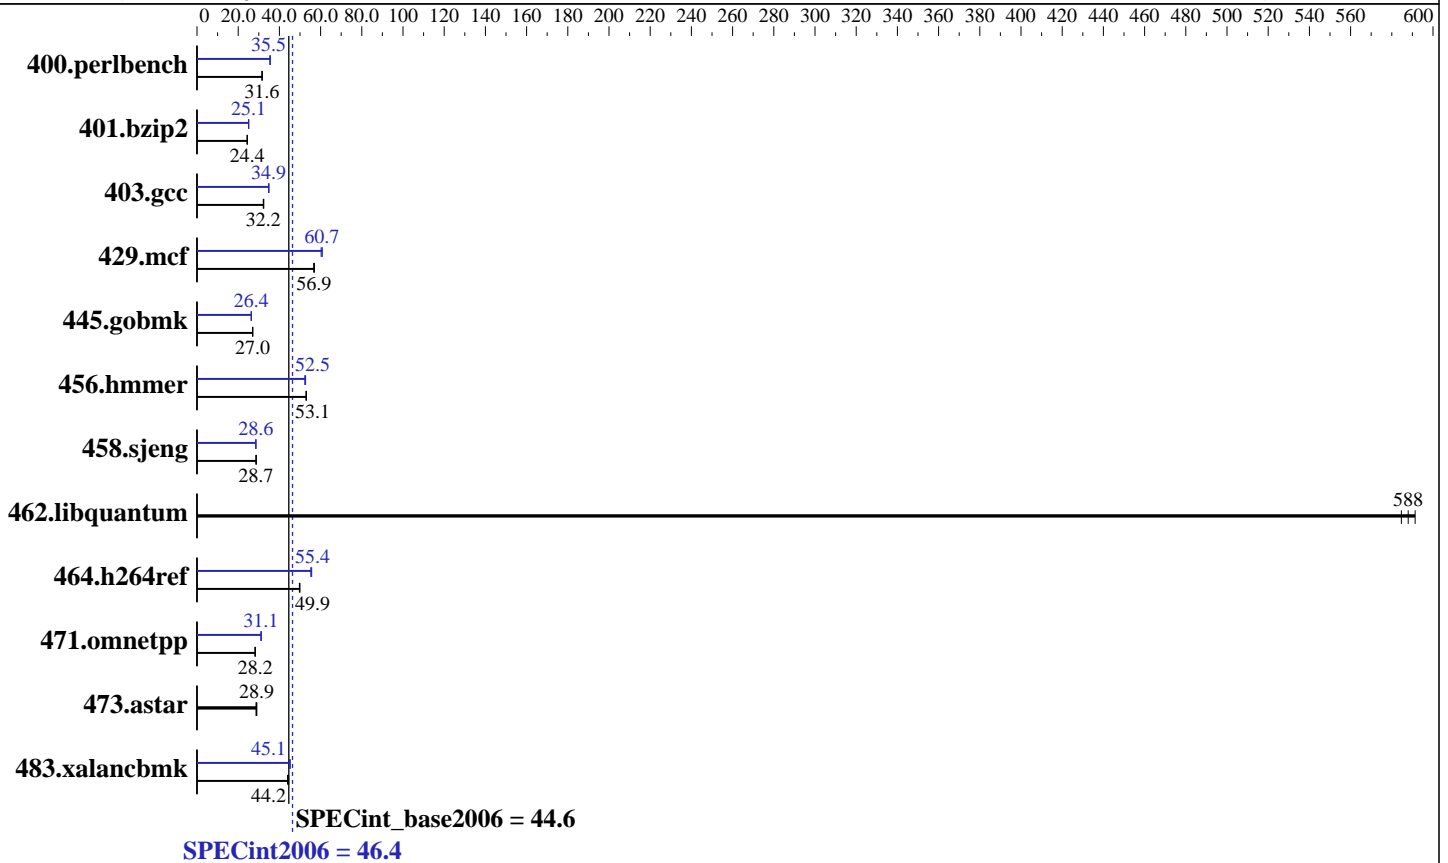 0 20.0 40.0 60.0 80.0 100 120 140 160 180 200 220 240 260 280 300 320 340 360 380 400 420 440 460 480 500 520 540 560 600
35.5
400.perlbench
31.6
25.1
401.bzip2
24.4
34.9
403.gcc
32.2
60.7
429.mcf
56.9
26.4
445.gobmk
27.0
52.5
456.hmmer
53.1
28.6
458.sjeng
28.7
588
462.libquantum
55.4
464.h264ref
49.9
31.1
471.omnetpp
28.2
28.9
473.astar
45.1
483.xalancbmk
44.2
SPECint_base2006 = 44.6
SPECint2006 = 46.4